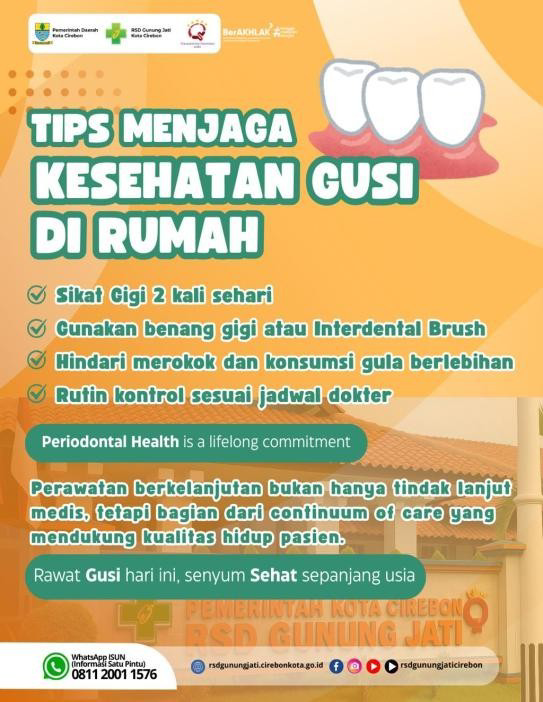 Pemerintah Daerah
Kota Cirebon
RSD Gunung Jati
Kota Cirebon
BerAKHLAK
TIPS MENJAGA
KESEHATAN GUSI
DI RUMAH
Sikat Gigi 2 kali sehari
Gunakan benang gigi atau Interdental Brush
Hindari merokok dan konsumsi gula berlebihan
Rutin kontrol sesuai jadwal dokter
Periodontal Health is a lifelong commitment
Perawatan berkelanjutan bukan hanya tindak lanjut
medis, tetapi bagian dari continuum of care yang
mendukung kualitas hidup pasien.
Rawat Gusi hari ini, senyum Sehat sepanjang usia
PEMERINTAH KOTA CIREBON
RSD GUNUNG JATI
WhatsApp ISUN
(Informasi Satu Pintu)
0811 2001 1576
rsdgunungjati.cirebonkota.go.id
rsdgunungjaticirebon